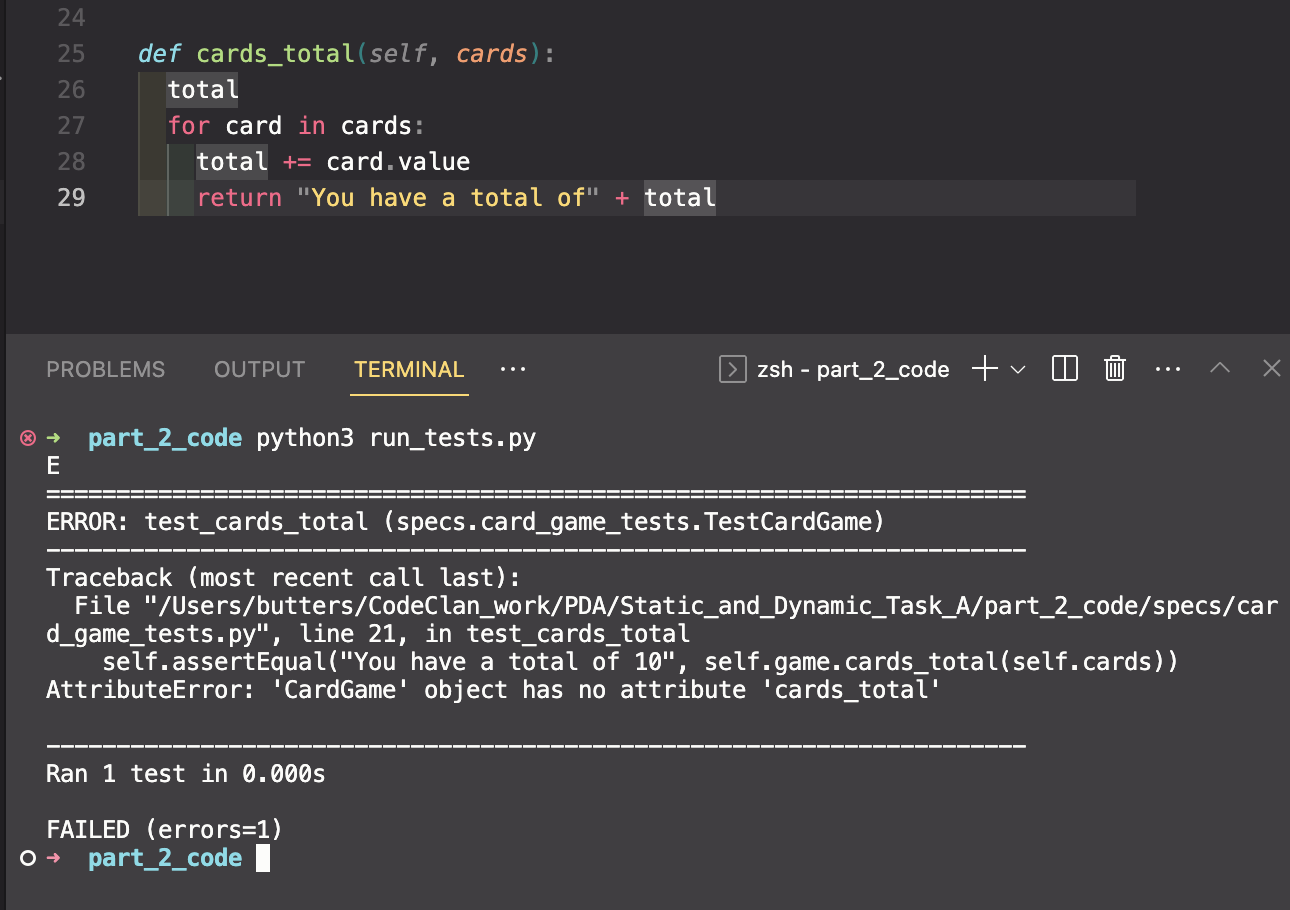 24
25 def cards_total(self, cards):
26 total
27 for card in cards:
28 total += card.value
29 return "You have a total of" + total
PROBLEMS OUTPUT TERMINAL ··· zsh - part_2_code
→ part_2_code python3 run_tests.py
E
======================================================================
ERROR: test_cards_total (specs.card_game_tests.TestCardGame)
----------------------------------------------------------------------
Traceback (most recent call last):
File "/Users/butters/CodeClan_work/PDA/Static_and_Dynamic_Task_A/part_2_code/specs/car
d_game_tests.py", line 21, in test_cards_total
self.assertEqual("You have a total of 10", self.game.cards_total(self.cards))
AttributeError: 'CardGame' object has no attribute 'cards_total'
----------------------------------------------------------------------
Ran 1 test in 0.000s
FAILED (errors=1)
→ part_2_code